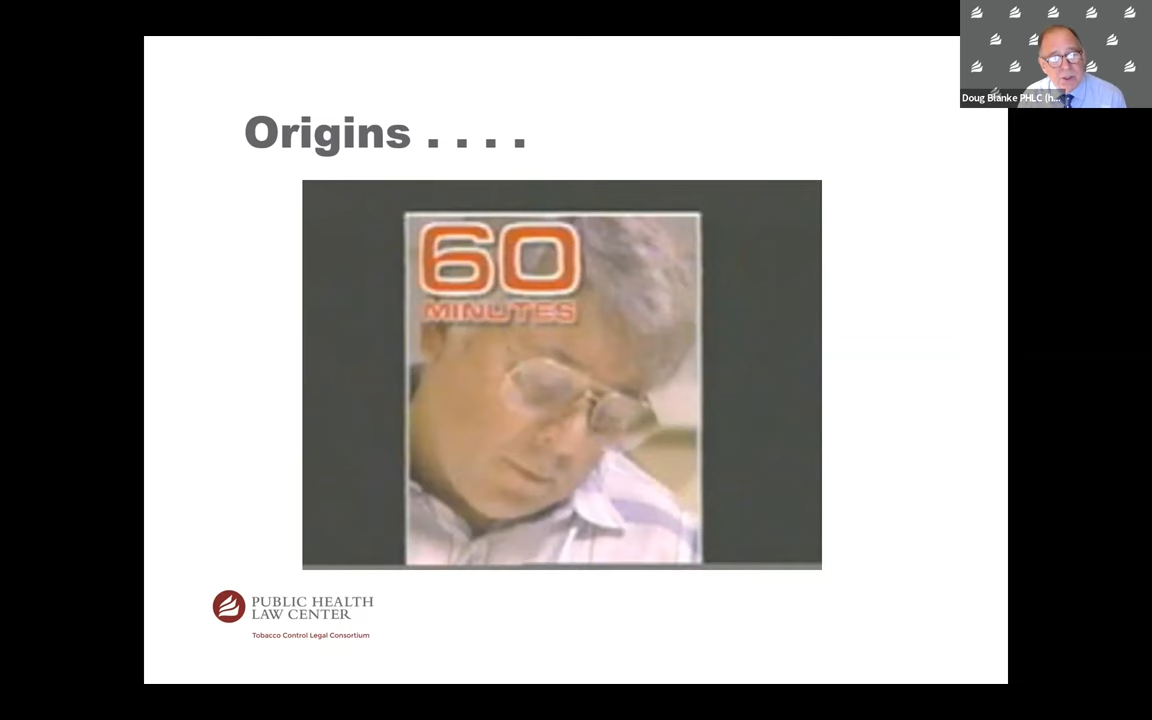 Doug Blanke PHLC (h...
Origins . . . .
60
MINUTES
PUBLIC HEALTH
LAW CENTER
Tobacco Control Legal Consortium